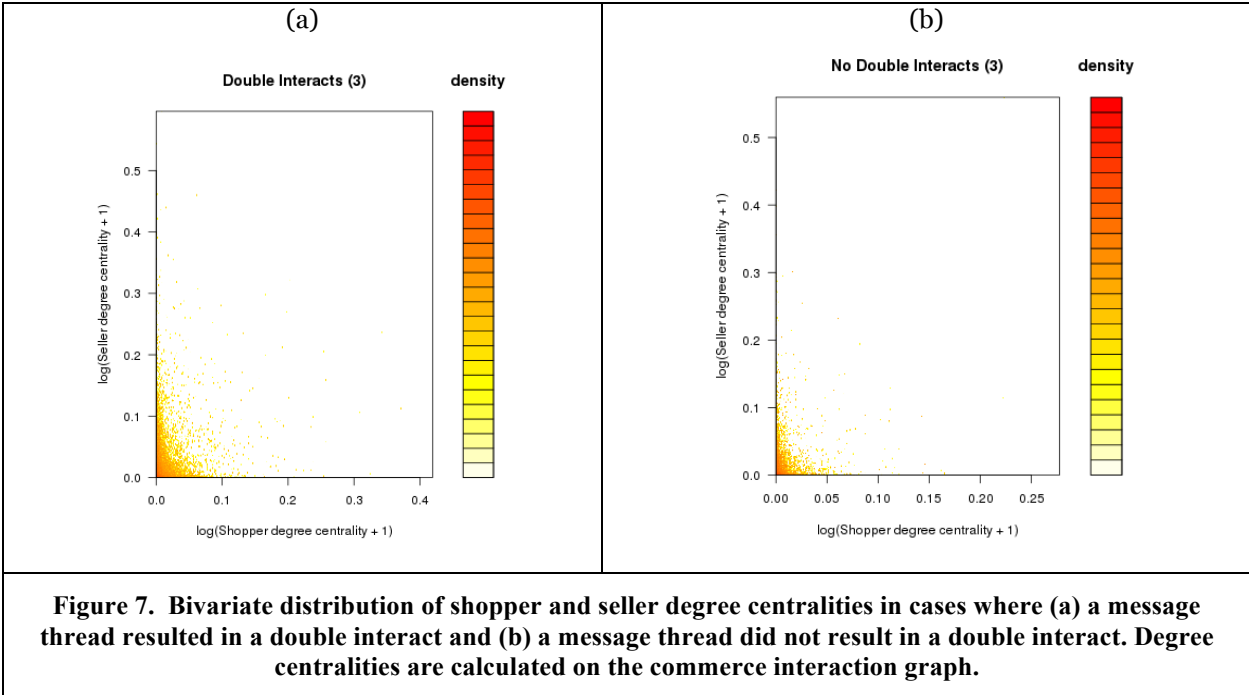 (a)
Double Interacts (3)
density
log(Seller degree centrality + 1)
0.5
0.4
0.3
0.2
0.1
0.0
0.0 0.1 0.2 0.3 0.4
log(Shopper degree centrality + 1)
(b)
No Double Interacts (3)
density
log(Seller degree centrality + 1)
0.5
0.4
0.3
0.2
0.1
0.0
0.00 0.05 0.10 0.15 0.20 0.25
log(Shopper degree centrality + 1)
Figure 7. Bivariate distribution of shopper and seller degree centralities in cases where (a) a message
thread resulted in a double interact and (b) a message thread did not result in a double interact. Degree
centralities are calculated on the commerce interaction graph.